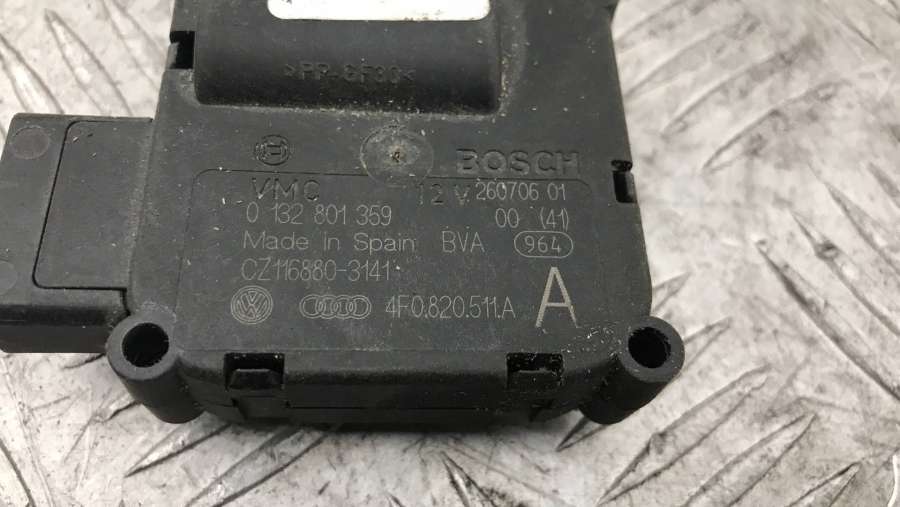 >PP-GF30<
BOSCH
VMC 12V 260706 01
0 132 801 359 00 (41)
Made in Spain BVA 964
CZ116880-3141
4F0.820.511.A A